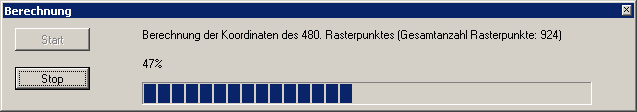 Berechnung
Start
Berechnung der Koordinaten des 480. Rasterpunktes (Gesamtanzahl Rasterpunkte: 924)
47%
Stop